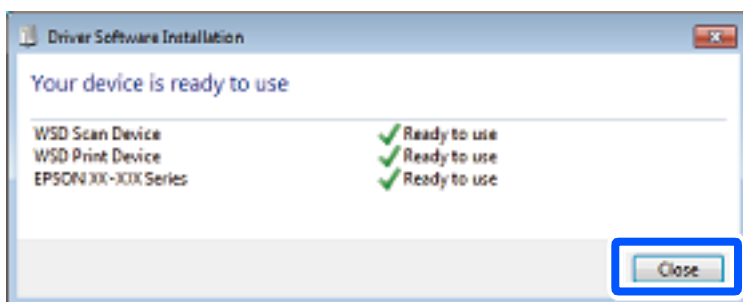 Driver Software Installation
Your device is ready to use
WSD Scan Device Ready to use
WSD Print Device Ready to use
EPSON XX-XXX Series Ready to use
Close